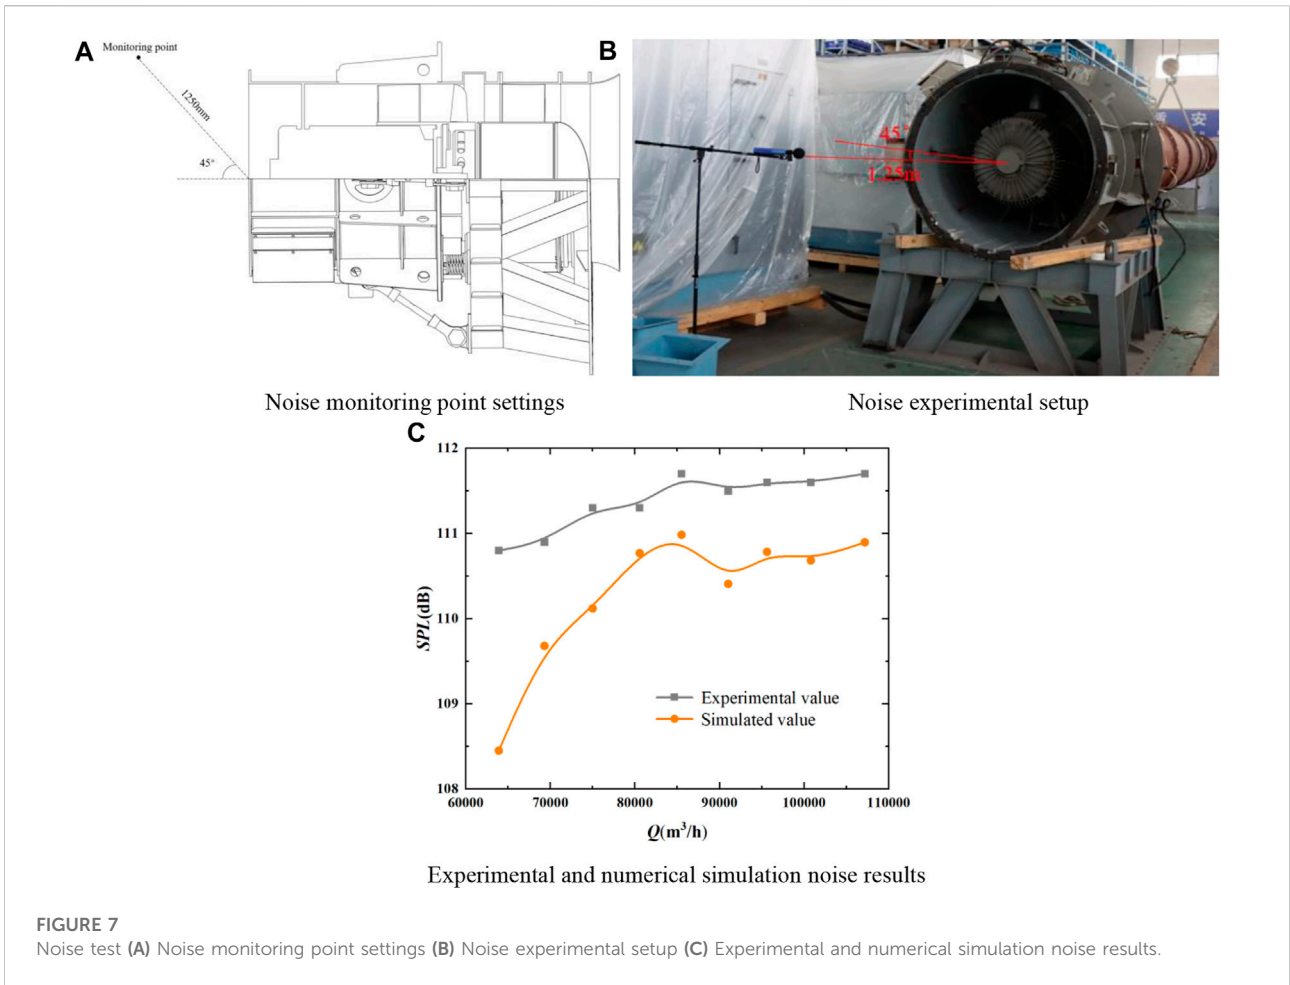 A
Monitoring point
1250mm
45°
B
45°
1.25m
安
Noise monitoring point settings
Noise experimental setup
C
112
111
110
109
108
SPL(dB)
Experimental value
Simulated value
60000 70000 80000 90000 100000 110000
Q(m³/h)
Experimental and numerical simulation noise results
FIGURE 7
Noise test (A) Noise monitoring point settings (B) Noise experimental setup (C) Experimental and numerical simulation noise results.